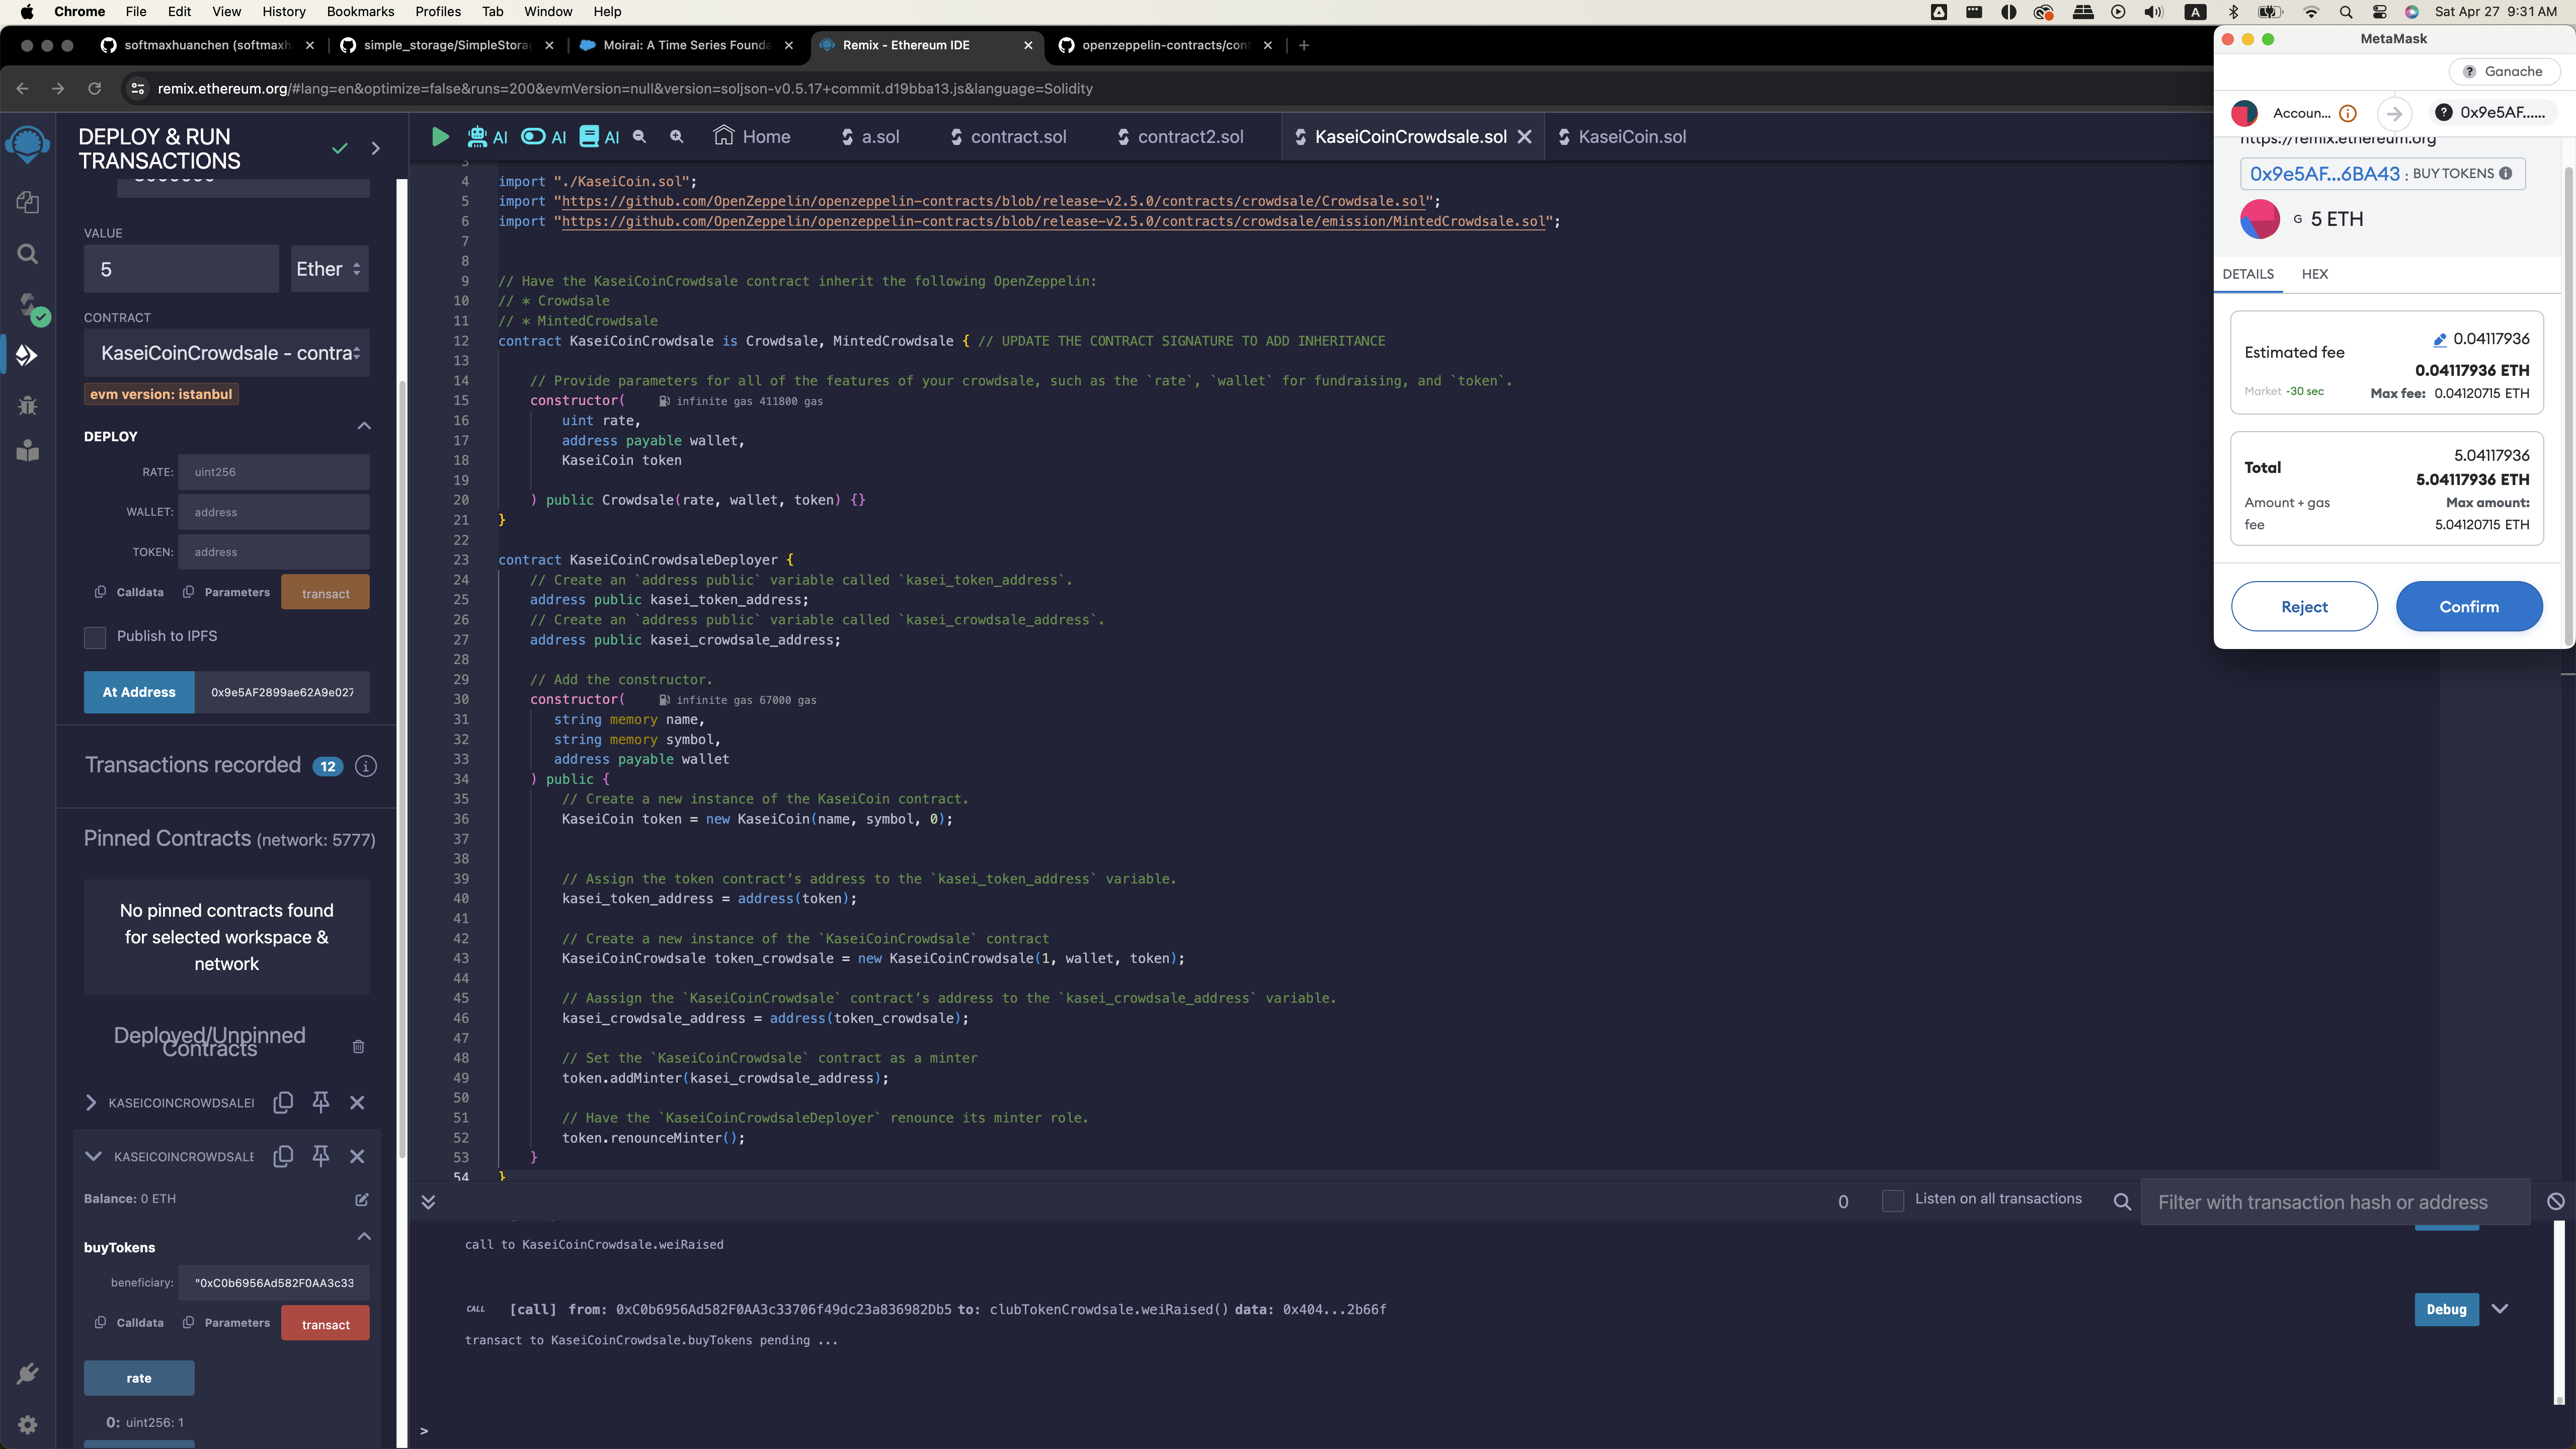 Chrome File Edit View History Bookmarks Profiles Tab Window Help
A
Sat Apr 27 9:31 AM
softmaxhuanchen (softmaxh
simple_storage/SimpleStora
Moirai: A Time Series Founda
Remix - Ethereum IDE
openzeppelin-contracts/con
remix.ethereum.org/#lang=en&optimize=false&runs=200&evmVersion=null&version=soljson-v0.5.17+commit.d19bba13.js&language=Solidity
DEPLOY & RUN
TRANSACTIONS
VALUE
5
Ether
CONTRACT
KaseiCoinCrowdsale - contra
evm version: istanbul
DEPLOY
RATE: uint256
WALLET: address
TOKEN: address
Calldata Parameters transact
Publish to IPFS
At Address 0x9e5AF2899ae62A9e027
Transactions recorded 12 i
Pinned Contracts (network: 5777)
No pinned contracts found
for selected workspace &
network
Deployed/Unpinned
Contracts
KASEICOINCROWDSALEI
KASEICOINCROWDSALE
Balance: 0 ETH
buyTokens
beneficiary: "0xC0b6956Ad582F0AA3c33
Calldata Parameters transact
rate
0: uint256: 1
AI AI AI Home a.sol contract.sol contract2.sol KaseiCoinCrowdsale.sol KaseiCoin.sol
3
4 import "./KaseiCoin.sol";
5 import "https://github.com/OpenZeppelin/openzeppelin-contracts/blob/release-v2.5.0/contracts/crowdsale/Crowdsale.sol";
6 import "https://github.com/OpenZeppelin/openzeppelin-contracts/blob/release-v2.5.0/contracts/crowdsale/emission/MintedCrowdsale.sol";
7
8
9 // Have the KaseiCoinCrowdsale contract inherit the following OpenZeppelin:
10 // * Crowdsale
11 // * MintedCrowdsale
12 contract KaseiCoinCrowdsale is Crowdsale, MintedCrowdsale { // UPDATE THE CONTRACT SIGNATURE TO ADD INHERITANCE
13
14 // Provide parameters for all of the features of your crowdsale, such as the `rate`, `wallet` for fundraising, and `token`.
15 constructor( infinite gas 411800 gas
16 uint rate,
17 address payable wallet,
18 KaseiCoin token
19
20 ) public Crowdsale(rate, wallet, token) {}
21 }
22
23 contract KaseiCoinCrowdsaleDeployer {
24 // Create an `address public` variable called `kasei_token_address`.
25 address public kasei_token_address;
26 // Create an `address public` variable called `kasei_crowdsale_address`.
27 address public kasei_crowdsale_address;
28
29 // Add the constructor.
30 constructor( infinite gas 67000 gas
31 string memory name,
32 string memory symbol,
33 address payable wallet
34 ) public {
35 // Create a new instance of the KaseiCoin contract.
36 KaseiCoin token = new KaseiCoin(name, symbol, 0);
37
38
39 // Assign the token contract’s address to the `kasei_token_address` variable.
40 kasei_token_address = address(token);
41
42 // Create a new instance of the `KaseiCoinCrowdsale` contract
43 KaseiCoinCrowdsale token_crowdsale = new KaseiCoinCrowdsale(1, wallet, token);
44
45 // Aassign the `KaseiCoinCrowdsale` contract’s address to the `kasei_crowdsale_address` variable.
46 kasei_crowdsale_address = address(token_crowdsale);
47
48 // Set the `KaseiCoinCrowdsale` contract as a minter
49 token.addMinter(kasei_crowdsale_address);
50
51 // Have the `KaseiCoinCrowdsaleDeployer` renounce its minter role.
52 token.renounceMinter();
53 }
54 }
0 Listen on all transactions Filter with transaction hash or address
call to KaseiCoinCrowdsale.weiRaised
CALL [call] from: 0xC0b6956Ad582F0AA3c33706f49dc23a836982Db5 to: clubTokenCrowdsale.weiRaised() data: 0x404...2b66f
Debug
transact to KaseiCoinCrowdsale.buyTokens pending ...
>
MetaMask
? Ganache
Accoun... ? 0x9e5AF......
https://remix.ethereum.org
0x9e5AF...6BA43 : BUY TOKENS
G 5 ETH
DETAILS HEX
Estimated fee
0.04117936
0.04117936 ETH
Market ~30 sec Max fee: 0.04120715 ETH
Total
5.04117936
5.04117936 ETH
Amount + gas
fee
Max amount:
5.04120715 ETH
Reject Confirm